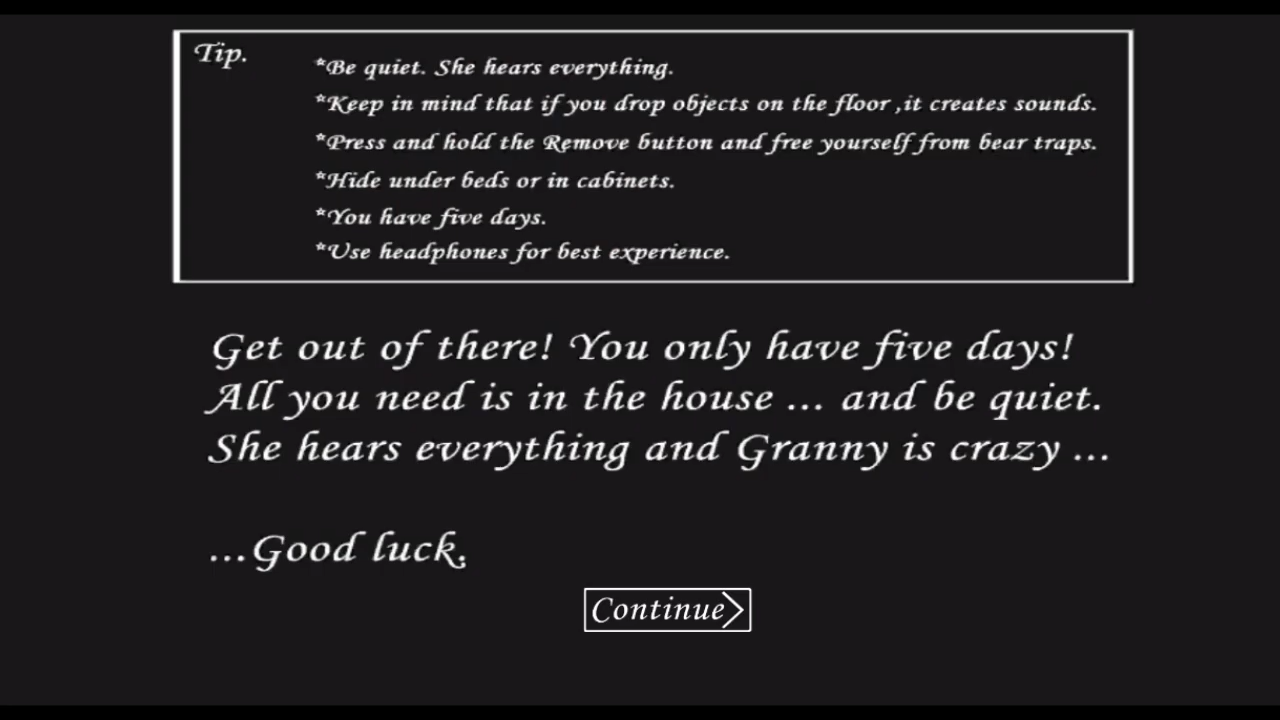 Tip.
*Be quiet. She hears everything.
*Keep in mind that if you drop objects on the floor ,it creates sounds.
*Press and hold the Remove button and free yourself from bear traps.
*Hide under beds or in cabinets.
*You have five days.
*Use headphones for best experience.
Get out of there! You only have five days!
All you need is in the house ... and be quiet.
She hears everything and Granny is crazy ...
...Good luck.
Continue